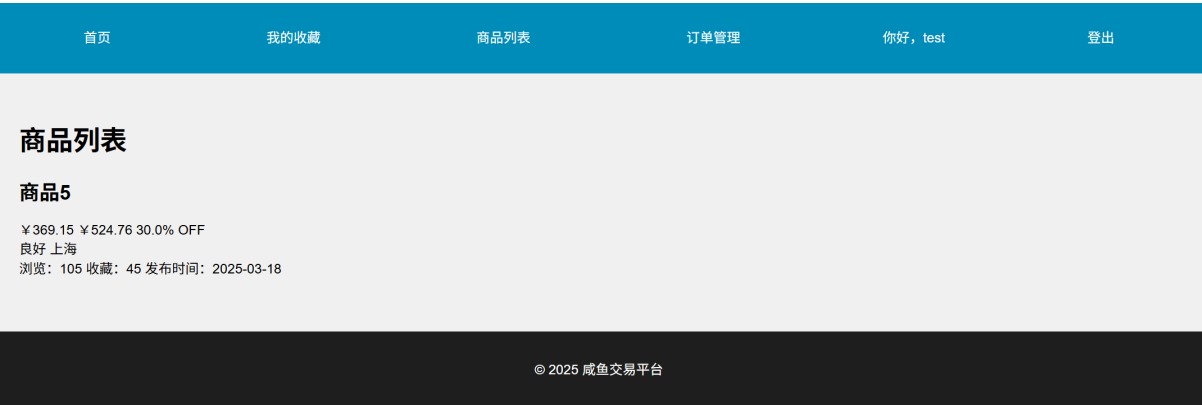 首页 我的收藏 商品列表 订单管理 你好，test 登出
商品列表
商品5
￥369.15 ￥524.76 30.0% OFF
良好 上海
浏览：105 收藏：45 发布时间：2025-03-18
© 2025 咸鱼交易平台